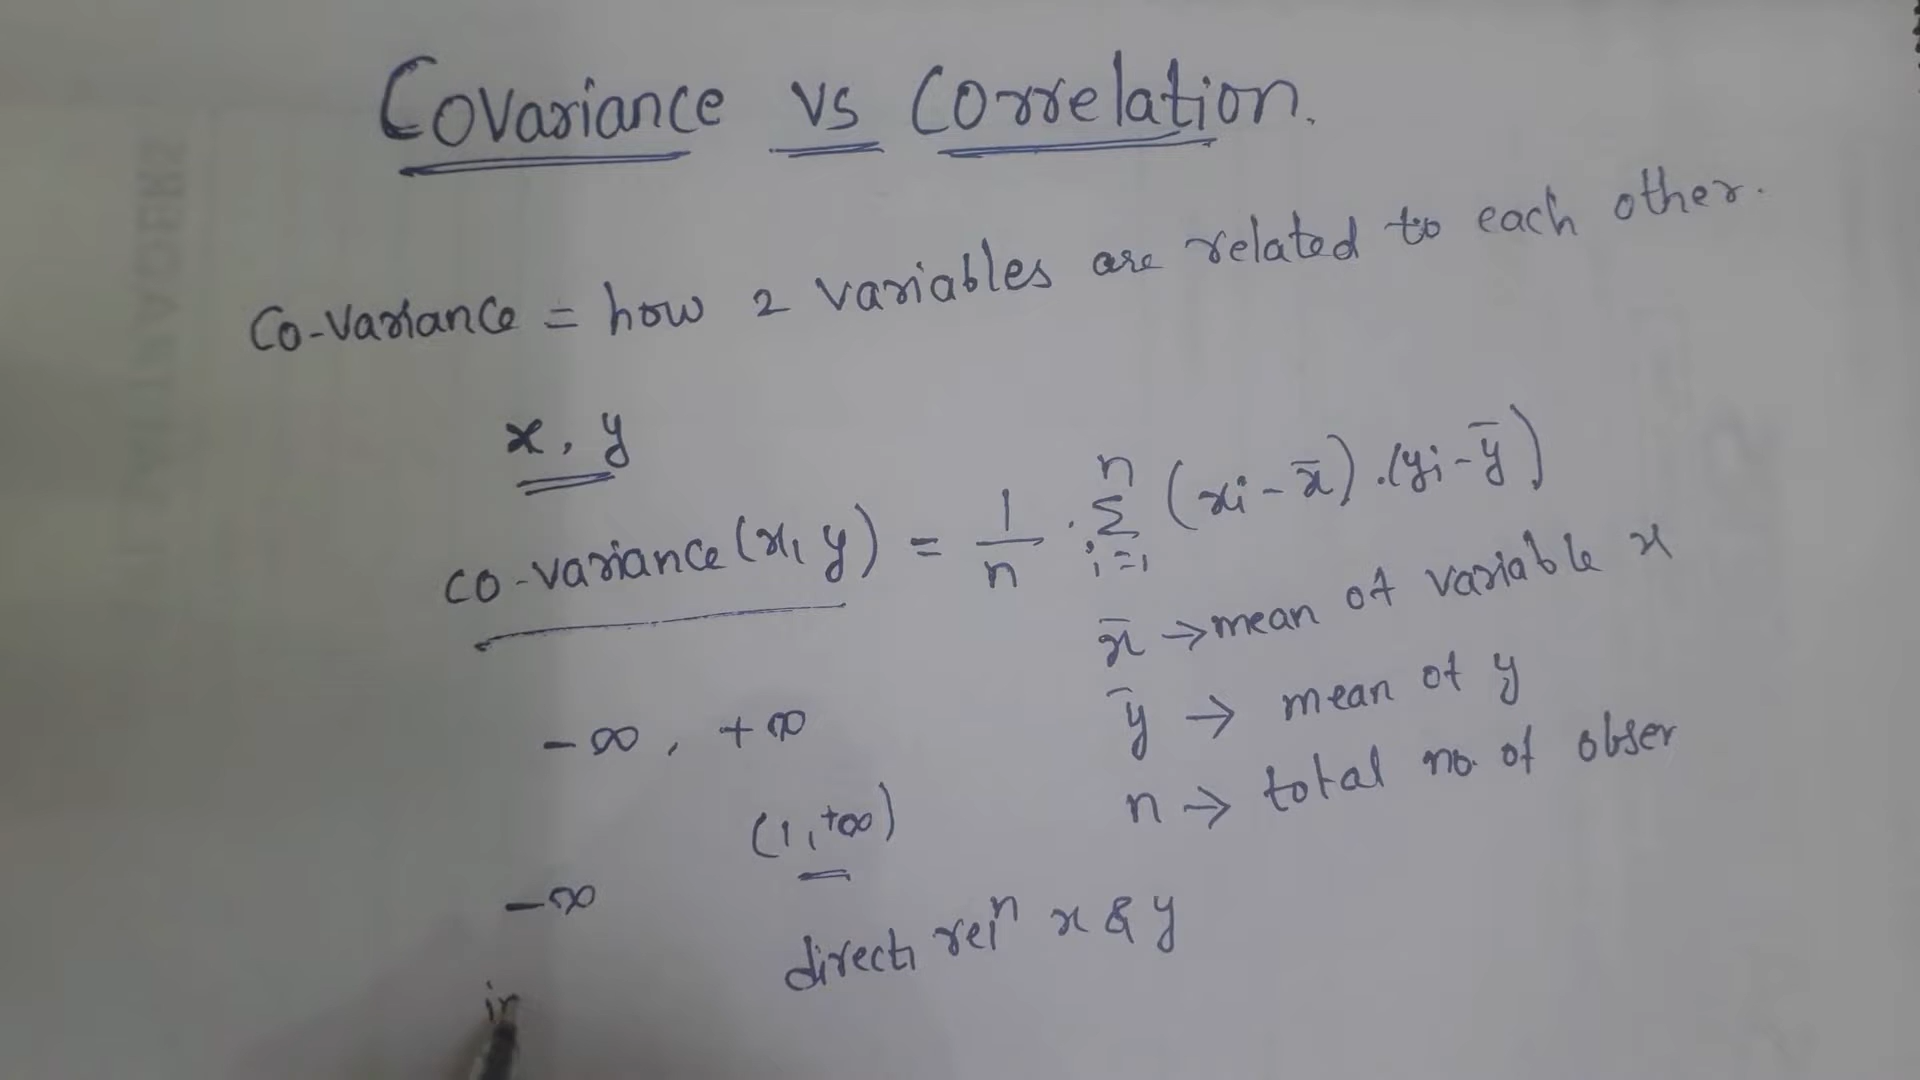 Covariance vs Correlation.
Co-variance = how 2 variables are related to each other.
x, y
co-variance (x, y) = 1/n · n Σ i=1 (xi - x̄) · (yi - ȳ)
x̄ → mean of variable x
ȳ → mean of y
-∞, +∞
n → total no. of obser
(1, +∞)
-∞
direct relⁿ x & y
in